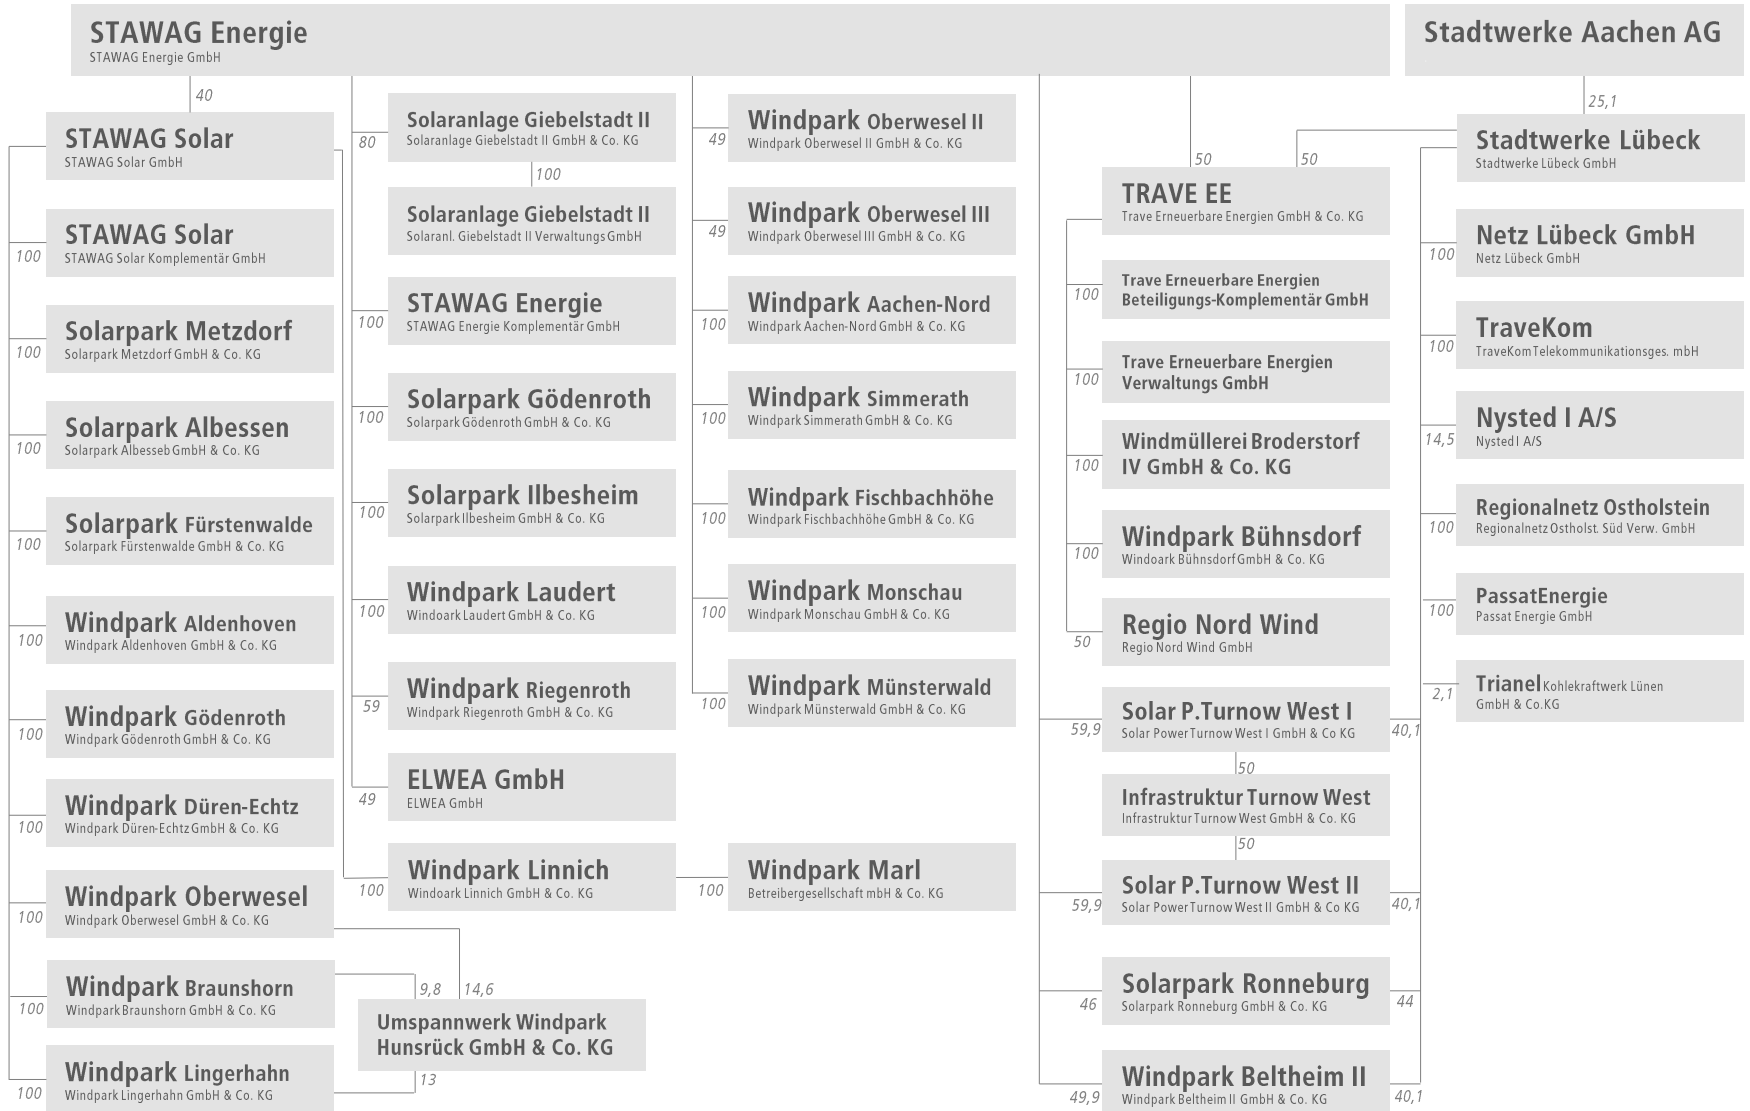 STAWAG Energie
STAWAG Energie GmbH
Stadtwerke Aachen AG
40
STAWAG Solar
STAWAG Solar GmbH
100
STAWAG Solar
STAWAG Solar Komplementär GmbH
100
Solarpark Metzdorf
Solarpark Metzdorf GmbH & Co. KG
100
Solarpark Albessen
Solarpark Albesseb GmbH & Co. KG
100
Solarpark Fürstenwalde
Solarpark Fürstenwalde GmbH & Co. KG
100
Windpark Aldenhoven
Windpark Aldenhoven GmbH & Co. KG
100
Windpark Gödenroth
Windpark Gödenroth GmbH & Co. KG
100
Windpark Düren-Echtz
Windpark Düren-Echtz GmbH & Co. KG
100
Windpark Oberwesel
Windpark Oberwesel GmbH & Co. KG
100
Windpark Braunshorn
Windpark Braunshorn GmbH & Co. KG
100
Windpark Lingerhahn
Windpark Lingerhahn GmbH & Co. KG
100
80
Solaranlage Giebelstadt II
Solaranlage Giebelstadt II GmbH & Co. KG
100
Solaranlage Giebelstadt II
Solaranl. Giebelstadt II Verwaltungs GmbH
STAWAG Energie
STAWAG Energie Komplementär GmbH
100
Solarpark Gödenroth
Solarpark Gödenroth GmbH & Co. KG
100
Solarpark Ilbesheim
Solarpark Ilbesheim GmbH & Co. KG
100
Windpark Laudert
Windoark Laudert GmbH & Co. KG
100
Windpark Riegenroth
Windpark Riegenroth GmbH & Co. KG
59
ELWEA GmbH
ELWEA GmbH
49
Windpark Linnich
Windoark Linnich GmbH & Co. KG
100
9,8
14,6
Umspannwerk Windpark
Hunsrück GmbH & Co. KG
13
Windpark Oberwesel II
Windpark Oberwesel II GmbH & Co. KG
49
Windpark Oberwesel III
Windpark Oberwesel III GmbH & Co. KG
49
Windpark Aachen-Nord
Windpark Aachen-Nord GmbH & Co. KG
100
Windpark Simmerath
Windpark Simmerath GmbH & Co. KG
100
Windpark Fischbachhöhe
Windpark Fischbachhöhe GmbH & Co. KG
100
Windpark Monschau
Windpark Monschau GmbH & Co. KG
100
Windpark Münsterwald
Windpark Münsterwald GmbH & Co. KG
100
Windpark Marl
Betreibergesellschaft mbH & Co. KG
100
50
50
TRAVE EE
Trave Erneuerbare Energien GmbH & Co. KG
Trave Erneuerbare Energien
Beteiligungs-Komplementär GmbH
100
Trave Erneuerbare Energien
Verwaltungs GmbH
100
Windmüllerei Broderstorf
IV GmbH & Co. KG
100
Windpark Bühnsdorf
Windoark Bühnsdorf GmbH & Co. KG
100
Regio Nord Wind
Regio Nord Wind GmbH
50
Solar P.Turnow West I
Solar Power Turnow West I GmbH & Co KG
59,9
40,1
50
Infrastruktur Turnow West
Infrastruktur Turnow West GmbH & Co. KG
50
Solar P.Turnow West II
Solar Power Turnow West II GmbH & Co KG
59,9
40,1
Solarpark Ronneburg
Solarpark Ronneburg GmbH & Co. KG
46
44
Windpark Beltheim II
Windpark Beltheim II GmbH & Co. KG
49,9
40,1
25,1
Stadtwerke Lübeck
Stadtwerke Lübeck GmbH
Netz Lübeck GmbH
Netz Lübeck GmbH
100
TraveKom
TraveKom Telekommunikationsges. mbH
100
Nysted I A/S
Nysted I A/S
14,5
Regionalnetz Ostholstein
Regionalnetz Ostholst. Süd Verw. GmbH
100
PassatEnergie
Passat Energie GmbH
100
Trianel Kohlekraftwerk Lünen
GmbH & Co.KG
2,1